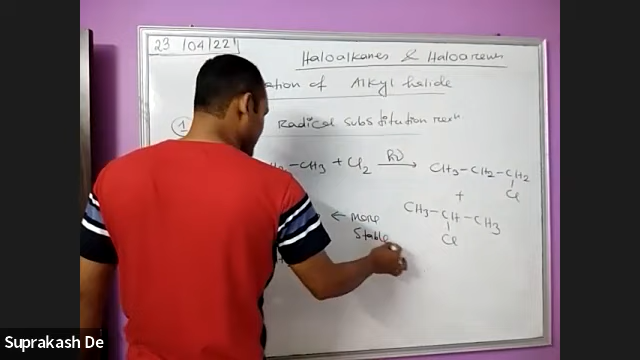 23/04/22
Haloalkanes & Haloarenes
ation of Alkyl halide
1 Radical substitution reacn
-CH3 + Cl2 hν → CH3-CH2-CH2
Cl
+
CH3-CH-CH3
Cl
← more
stable
Suprakash De